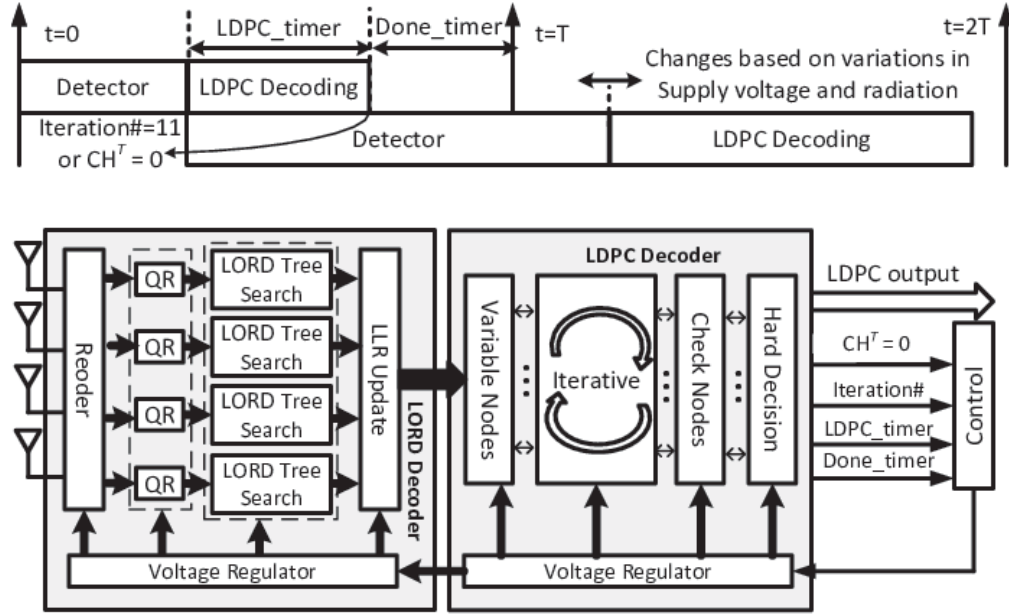 LDPC_timer
Done_timer
t=0
t=T
t=2T
Changes based on variations in
Supply voltage and radiation
Detector
LDPC Decoding
Iteration#=11
or CHᵀ = 0
Detector
LDPC Decoding
Reoder
QR
LORD Tree
Search
QR
LORD Tree
Search
QR
LORD Tree
Search
QR
LORD Tree
Search
LLR Update
LORD Decoder
Voltage Regulator
LDPC Decoder
Variable Nodes
Iterative
Check Nodes
Hard Decision
Voltage Regulator
LDPC output
CHᵀ = 0
Iteration#
LDPC_timer
Done_timer
Control